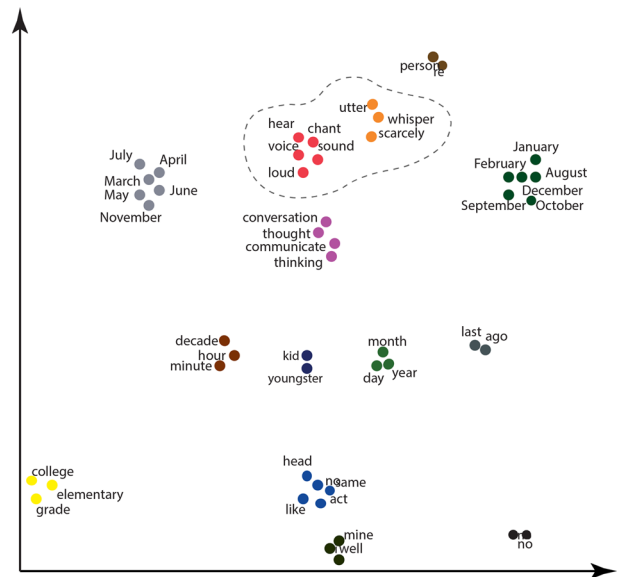 person
re
utter
whisper
hear
chant
scarcely
voice
sound
loud
January
July
April
February
August
March
May
June
December
September
October
November
conversation
thought
communicate
thinking
last
ago
decade
month
hour
kid
minute
youngster
day
year
head
college
no
same
elementary
like
act
grade
mine
well
no